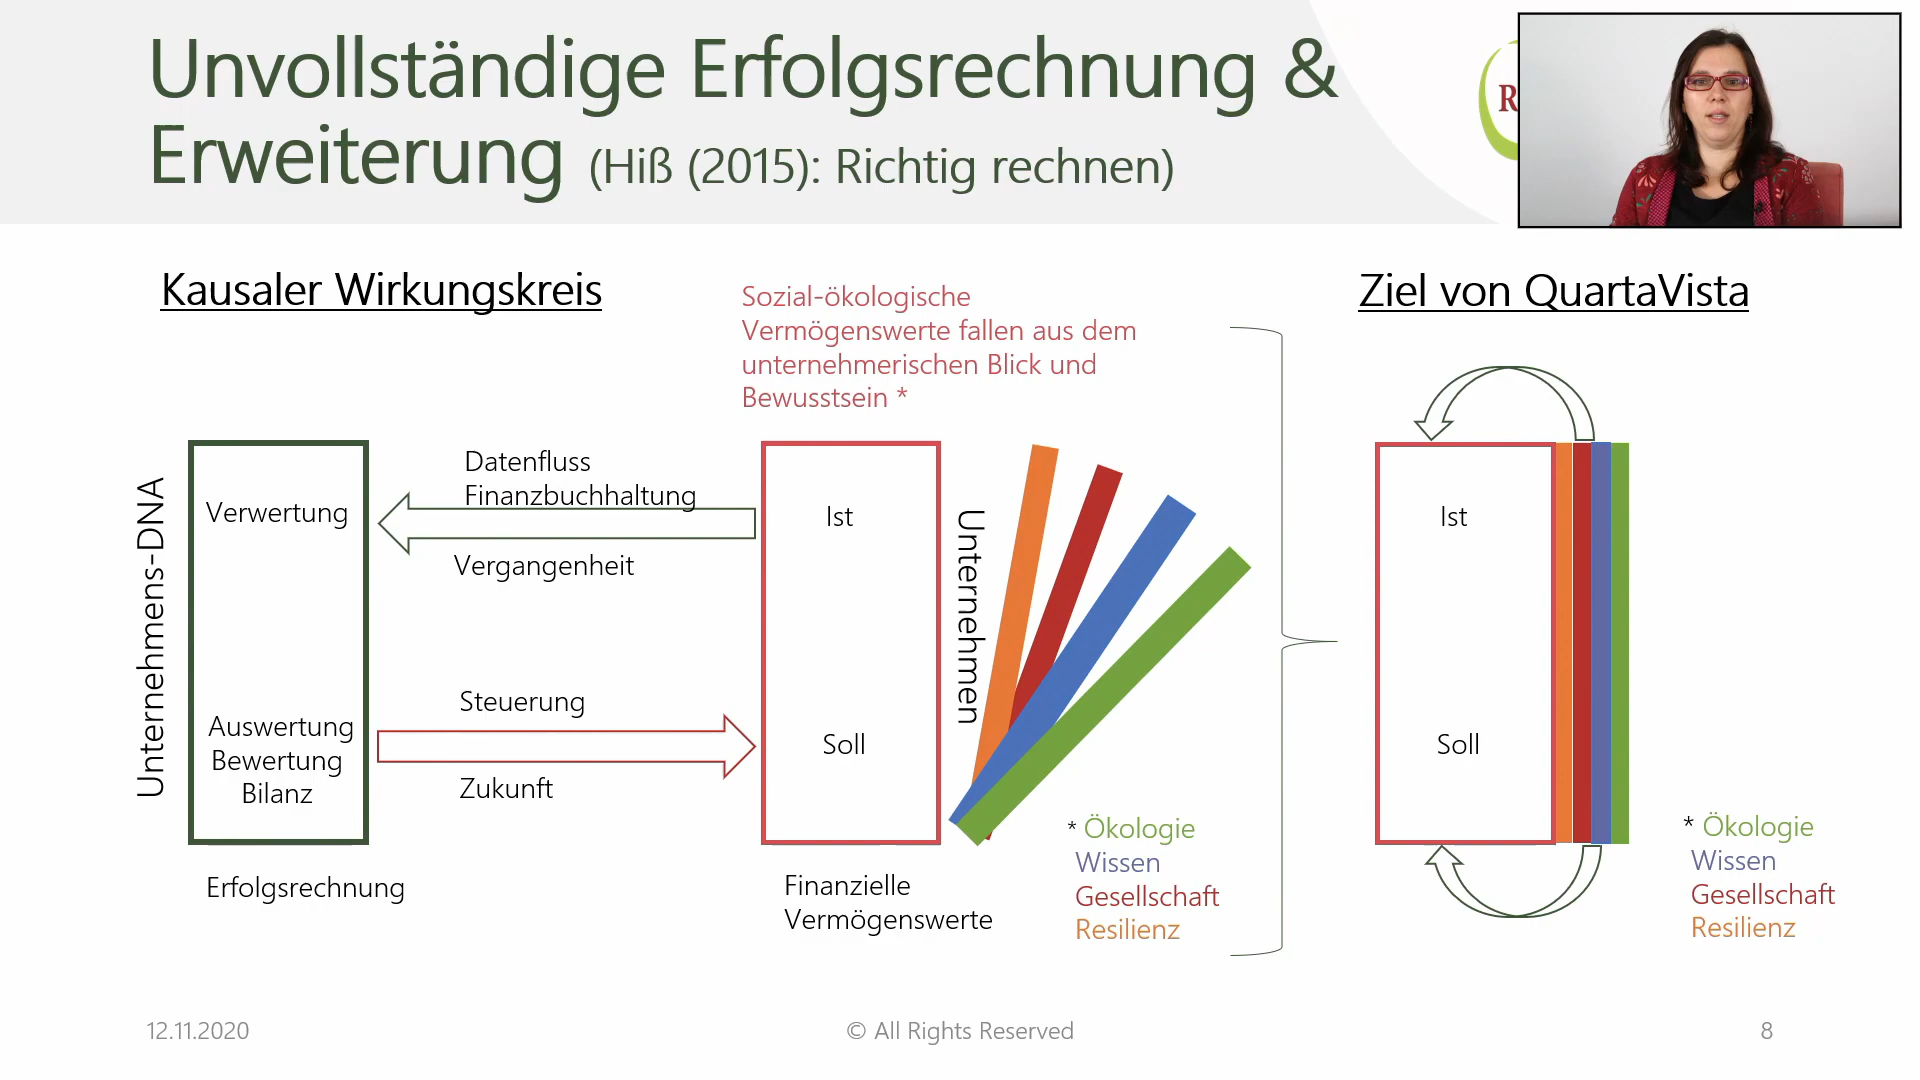 Unvollständige Erfolgsrechnung &
Erweiterung (Hiß (2015): Richtig rechnen)
R
Kausaler Wirkungskreis
Sozial-ökologische
Vermögenswerte fallen aus dem
unternehmerischen Blick und
Bewusstsein *
Ziel von QuartaVista
Unternehmens-DNA
Verwertung
Auswertung
Bewertung
Bilanz
Erfolgsrechnung
Datenfluss
Finanzbuchhaltung
Vergangenheit
Steuerung
Zukunft
Ist
Soll
Unternehmen
Finanzielle
Vermögenswerte
* Ökologie
Wissen
Gesellschaft
Resilienz
Ist
Soll
* Ökologie
Wissen
Gesellschaft
Resilienz
12.11.2020
© All Rights Reserved
8